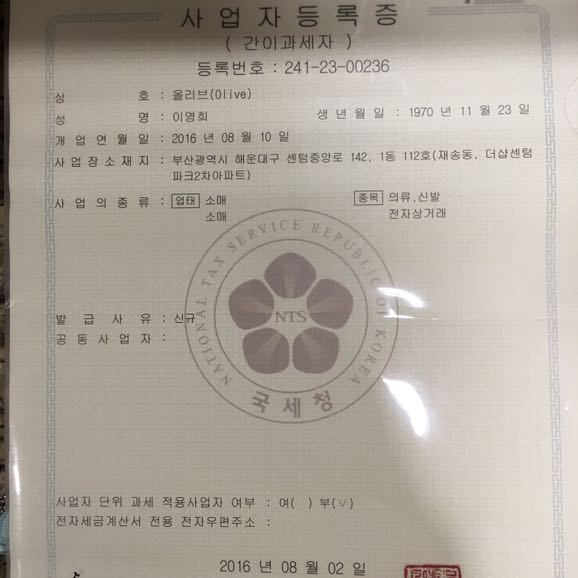 사업자등록증
( 간이과세자 )
등록번호 : 241-23-00236
상 호 : 올리브(Olive)
성 명 : 이영희 생 년 월 일 : 1970 년 11 월 23 일
개 업 연 월 일 : 2016 년 08 월 10 일
사 업 장 소 재 지 : 부산광역시 해운대구 센텀중앙로 142, 1동 112호(재송동, 더샵센텀
파크2차아파트)
사 업 의 종 류 : 업태 소매 종목 의류,신발
소매 전자상거래
NATIONAL TAX SERVICE REPUBLIC OF KOREA
NTS
국세청
발 급 사 유 : 신규
공 동 사 업 자 :
사업자 단위 과세 적용사업자 여부 : 여( ) 부(∨)
전자세금계산서 전용 전자우편주소 :
2016 년 08 월 02 일